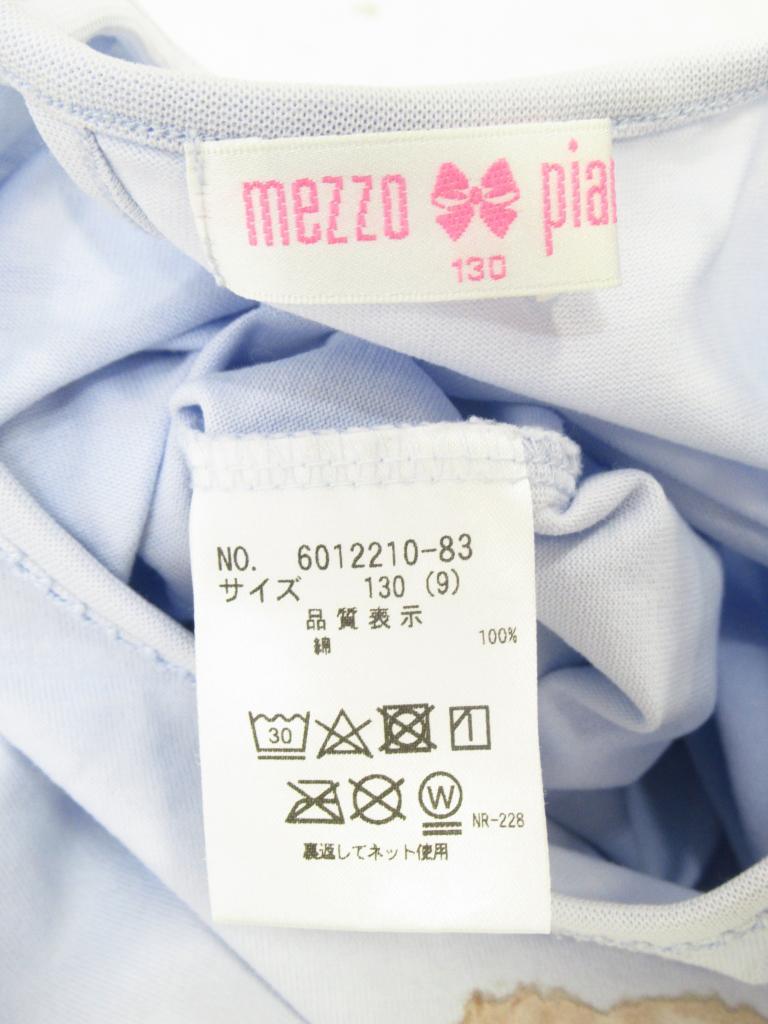 mezzo pia
130
NO. 6012210-83
サイズ 130 (9)
品質表示
綿 100%
30
W
NR-228
裏返してネット使用